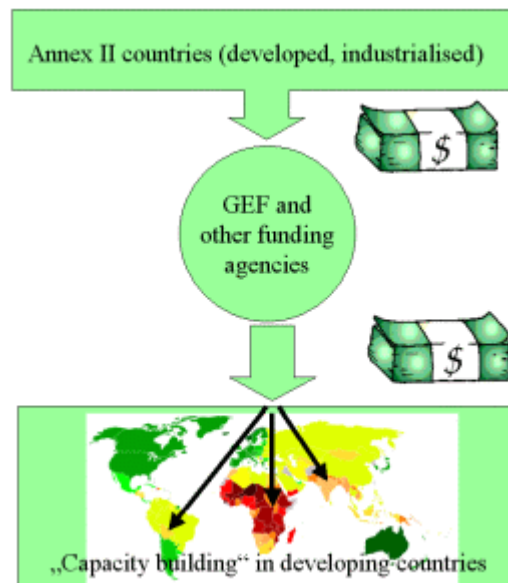 Annex II countries (developed, industrialised)
$
GEF and
other funding
agencies
$
„Capacity building“ in developing countries